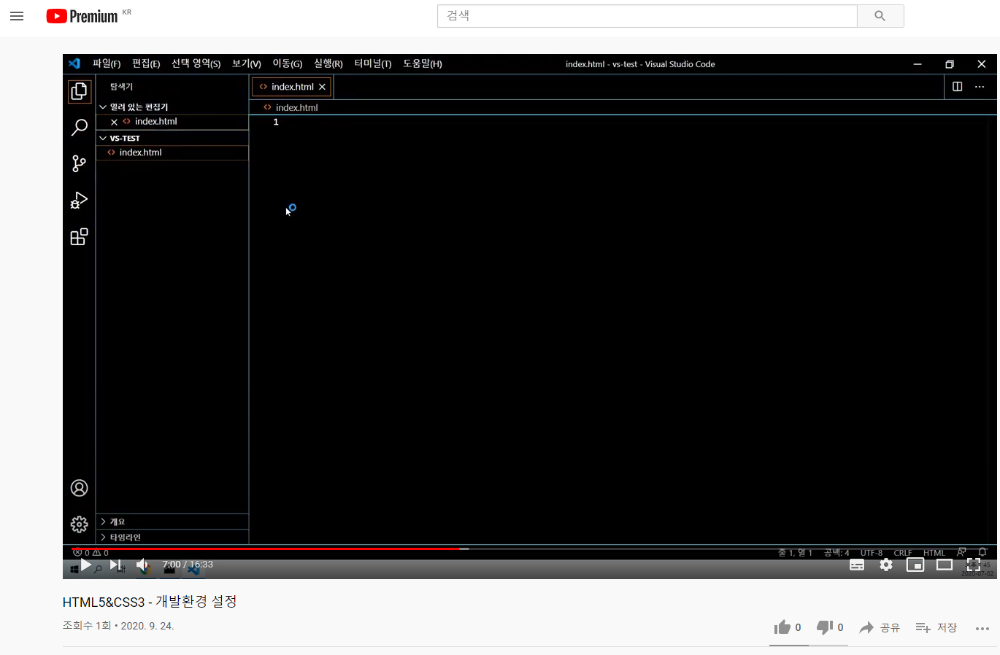 Premium KR
검색
파일(F) 편집(E) 선택 영역(S) 보기(V) 이동(G) 실행(R) 터미널(T) 도움말(H)
index.html - vs-test - Visual Studio Code
탐색기
index.html
열려 있는 편집기
index.html
index.html
1
VS-TEST
index.html
개요
타임라인
0 0
줄 1, 열 1 공백: 4 UTF-8 CRLF HTML
7:00 / 16:33
2020-07-02
HTML5&CSS3 - 개발환경 설정
조회수 1회 • 2020. 9. 24.
0 0 공유 저장